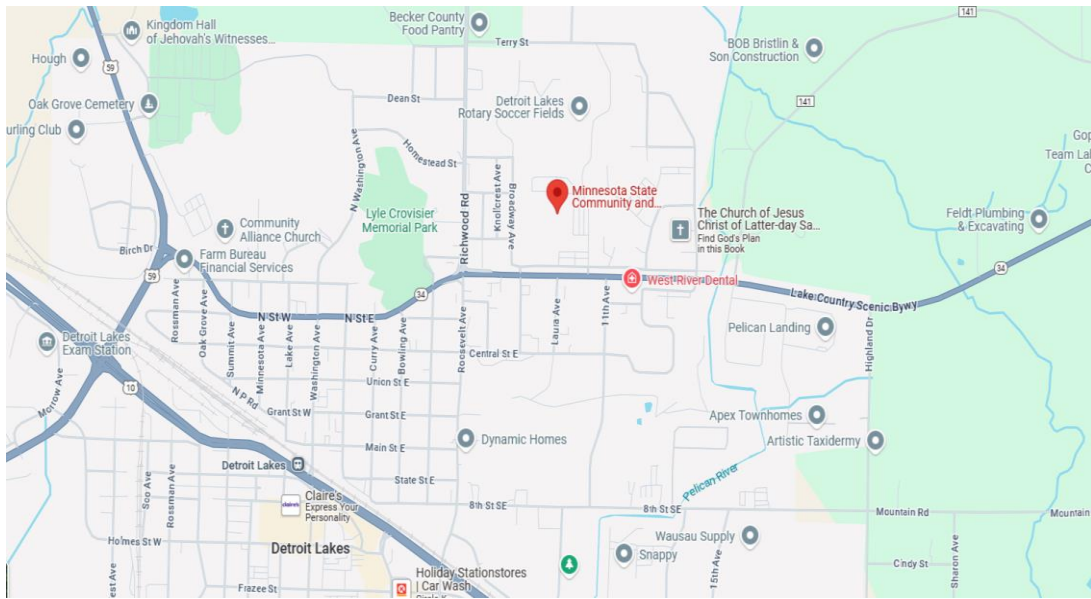 Kingdom Hall
of Jehovah's Witnesses...
Becker County
Food Pantry
Terry St
141
BOB Bristlin &
Son Construction
Hough
59
Oak Grove Cemetery
Dean St
Detroit Lakes
Rotary Soccer Fields
141
urling Club
Gop
Team Lak
C
N Washington Ave
Homestead St
Richwood Rd
Knollcrest Ave
Broadway Ave
Minnesota State
Community and...
Lyle Crovisier
Memorial Park
The Church of Jesus
Christ of Latter-day Sa...
Find God's Plan
in this Book
Feldt Plumbing
& Excavating
Community
Alliance Church
Birch Dr
Farm Bureau
Financial Services
59
34
West River Dental
Lake Country Scenic Bywy
34
Rossman Ave
Oak Grove Ave
Summit Ave
Minnesota Ave
Lake Ave
Washington Ave
N St W
N St E
Curry Ave
Bowling Ave
Roosevelt Ave
Laura Ave
11th Ave
Pelican Landing
Highland Dr
Detroit Lakes
Exam Station
Central St E
Morrow Ave
10
N P Rd
Union St E
Grant St W
Grant St E
Apex Townhomes
Main St E
Dynamic Homes
Artistic Taxidermy
Detroit Lakes
State St E
Pelican River
Soo Ave
Rossman Ave
claire's
Claire's
Express Your
Personality
8th St SE
8th St SE
Mountain Rd
Mountain
Holmes St W
Detroit Lakes
Wausau Supply
Snappy
15th Ave
Cindy St
Sharon Ave
est Ave
Frazee St
Holiday Stationstores
| Car Wash
Circle K